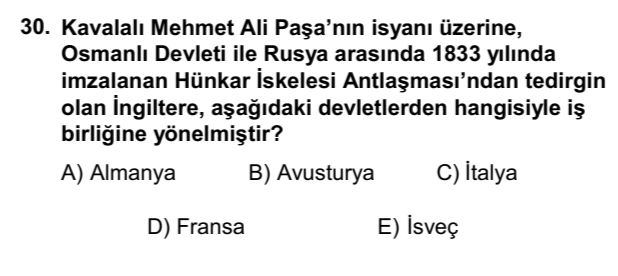 30. Kavalalı Mehmet Ali Paşa'nın isyanı üzerine,
Osmanlı Devleti ile Rusya arasında 1833 yılında
imzalanan Hünkar İskelesi Antlaşması'ndan tedirgin
olan İngiltere, aşağıdaki devletlerden hangisiyle iş
birliğine yönelmiştir?
A) Almanya B) Avusturya C) İtalya
D) Fransa E) İsveç